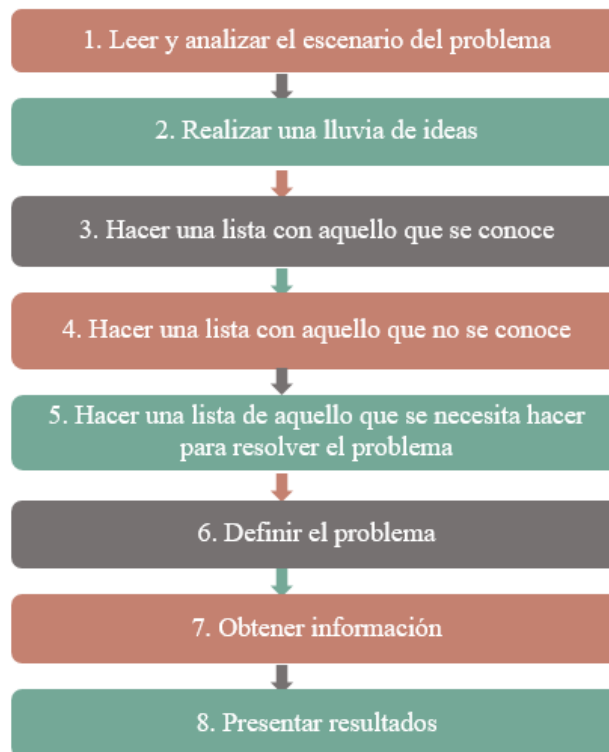 1. Leer y analizar el escenario del problema
2. Realizar una lluvia de ideas
3. Hacer una lista con aquello que se conoce
4. Hacer una lista con aquello que no se conoce
5. Hacer una lista de aquello que se necesita hacer
para resolver el problema
6. Definir el problema
7. Obtener información
8. Presentar resultados